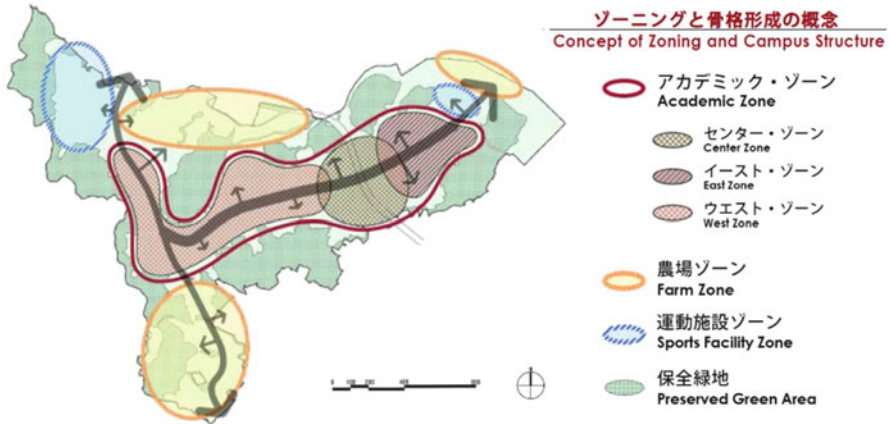 ゾーニングと骨格形成の概念
Concept of Zoning and Campus Structure
アカデミック・ゾーン
Academic Zone
センター・ゾーン
Center Zone
イースト・ゾーン
East Zone
ウエスト・ゾーン
West Zone
農場ゾーン
Farm Zone
運動施設ゾーン
Sports Facility Zone
保全緑地
Preserved Green Area
0 100 200 400